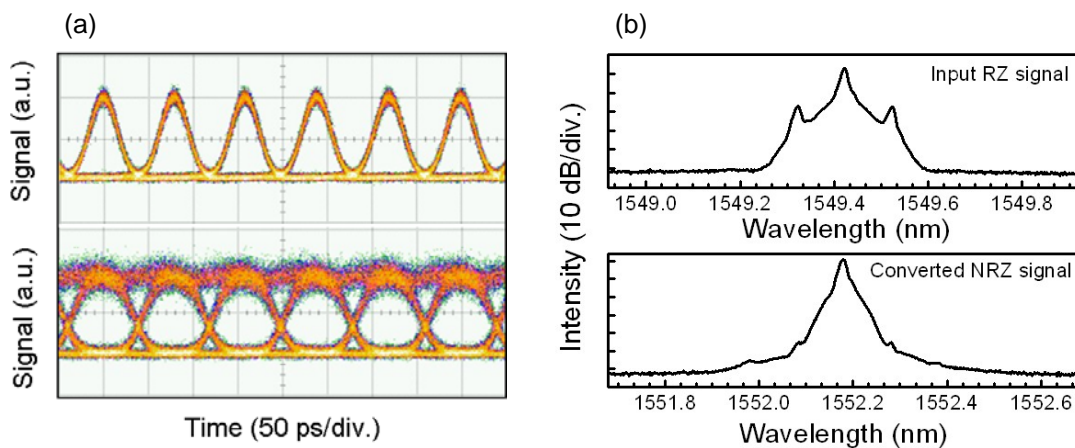 (a)
Signal (a.u.)
Signal (a.u.)
Time (50 ps/div.)
(b)
Intensity (10 dB/div.)
Input RZ signal
1549.0 1549.2 1549.4 1549.6 1549.8
Wavelength (nm)
Converted NRZ signal
1551.8 1552.0 1552.2 1552.4 1552.6
Wavelength (nm)